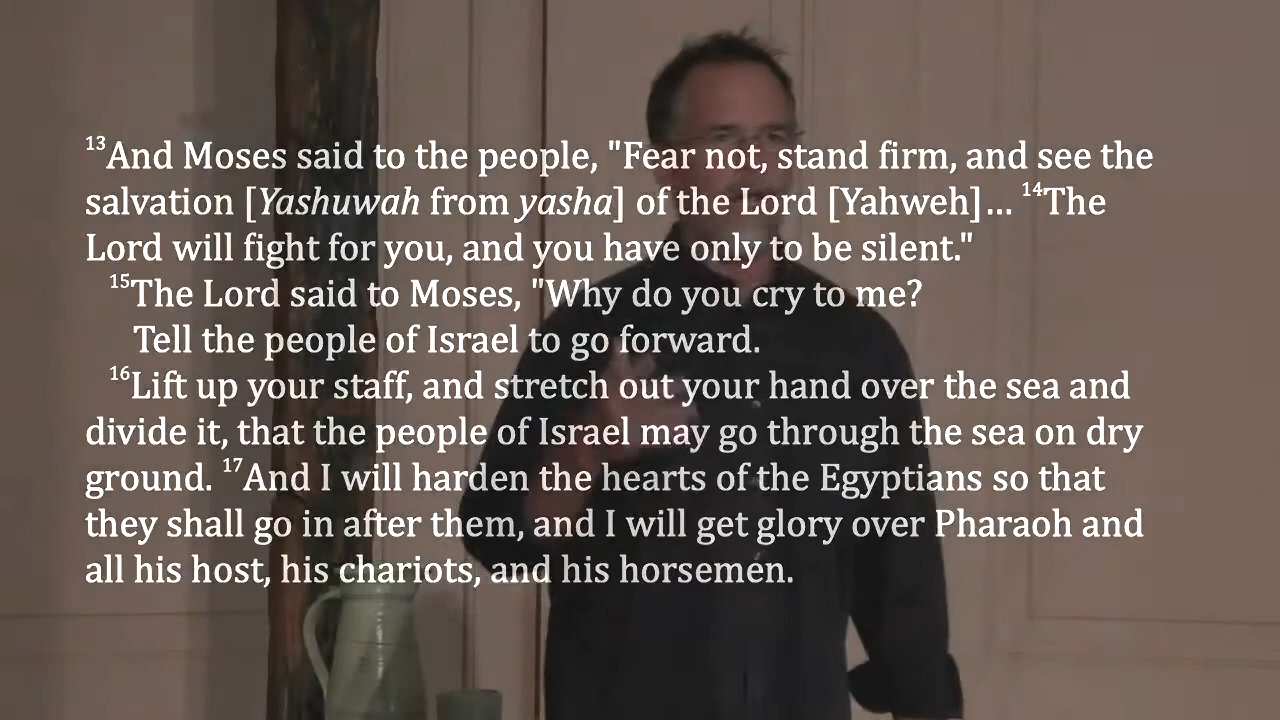 13And Moses said to the people, "Fear not, stand firm, and see the
salvation [Yashuwah from yasha] of the Lord [Yahweh]… 14The
Lord will fight for you, and you have only to be silent."
15The Lord said to Moses, "Why do you cry to me?
Tell the people of Israel to go forward.
16Lift up your staff, and stretch out your hand over the sea and
divide it, that the people of Israel may go through the sea on dry
ground. 17And I will harden the hearts of the Egyptians so that
they shall go in after them, and I will get glory over Pharaoh and
all his host, his chariots, and his horsemen.